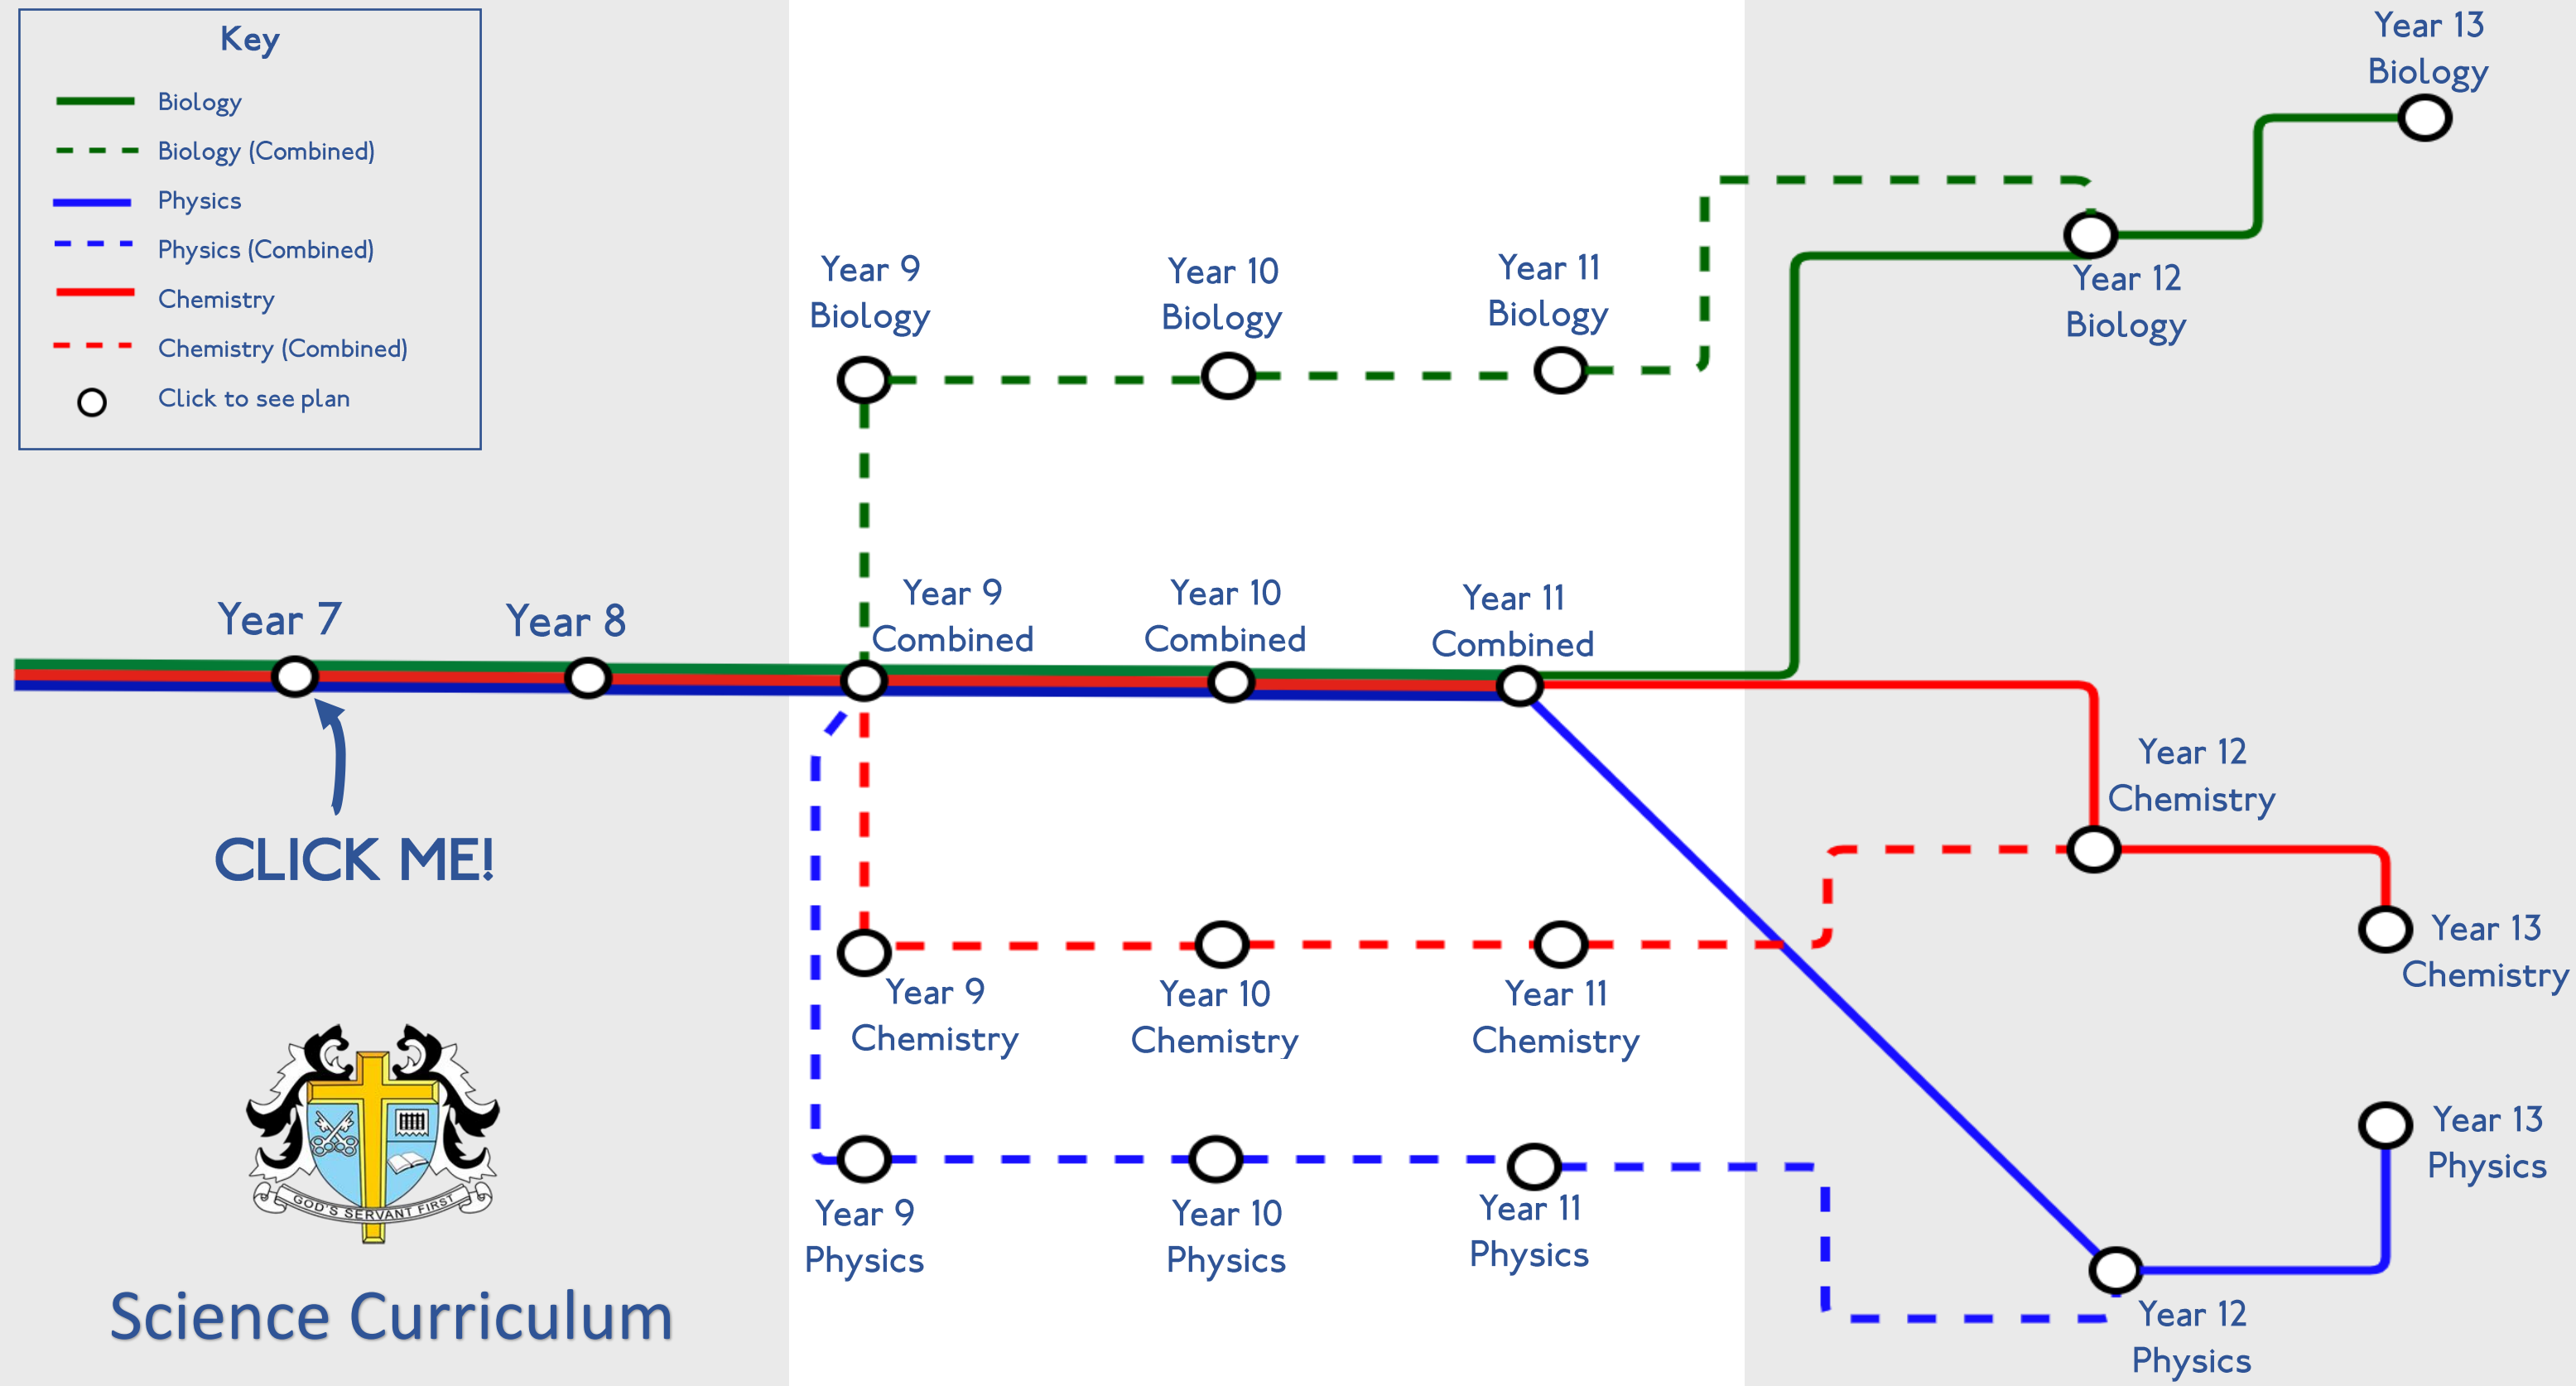 Key
Biology
Biology (Combined)
Physics
Physics (Combined)
Chemistry
Chemistry (Combined)
Click to see plan
Year 13
Biology
Year 12
Biology
Year 9
Biology
Year 10
Biology
Year 11
Biology
Year 7
Year 8
Year 9
Combined
Year 10
Combined
Year 11
Combined
CLICK ME!
Year 12
Chemistry
Year 13
Chemistry
Year 9
Chemistry
Year 10
Chemistry
Year 11
Chemistry
Year 13
Physics
Year 9
Physics
Year 10
Physics
Year 11
Physics
Year 12
Physics
GOD'S SERVANT FIRST
Science Curriculum